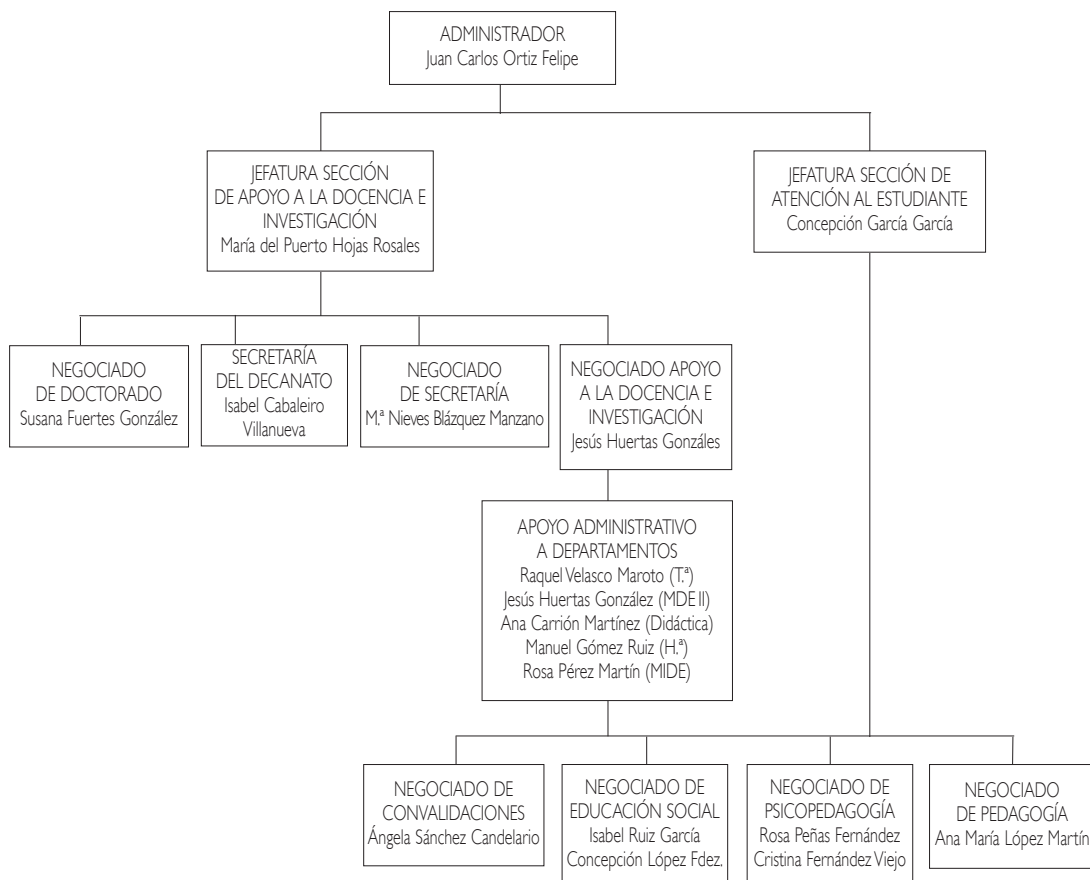 ADMINISTRADOR
Juan Carlos Ortiz Felipe
JEFATURA SECCIÓN
DE APOYO A LA DOCENCIA E
INVESTIGACIÓN
María del Puerto Hojas Rosales
JEFATURA SECCIÓN DE
ATENCIÓN AL ESTUDIANTE
Concepción García García
NEGOCIADO
DE DOCTORADO
Susana Fuertes González
SECRETARÍA
DEL DECANATO
Isabel Cabaleiro
Villanueva
NEGOCIADO
DE SECRETARÍA
M.ª Nieves Blázquez Manzano
NEGOCIADO APOYO
A LA DOCENCIA E
INVESTIGACIÓN
Jesús Huertas Gonzáles
APOYO ADMINISTRATIVO
A DEPARTAMENTOS
Raquel Velasco Maroto (T.ª)
Jesús Huertas González (MDE II)
Ana Carrión Martínez (Didáctica)
Manuel Gómez Ruiz (H.ª)
Rosa Pérez Martín (MIDE)
NEGOCIADO DE
CONVALIDACIONES
Ángela Sánchez Candelario
NEGOCIADO DE
EDUCACIÓN SOCIAL
Isabel Ruiz García
Concepción López Fdez.
NEGOCIADO DE
PSICOPEDAGOGÍA
Rosa Peñas Fernández
Cristina Fernández Viejo
NEGOCIADO
DE PEDAGOGÍA
Ana María López Martín